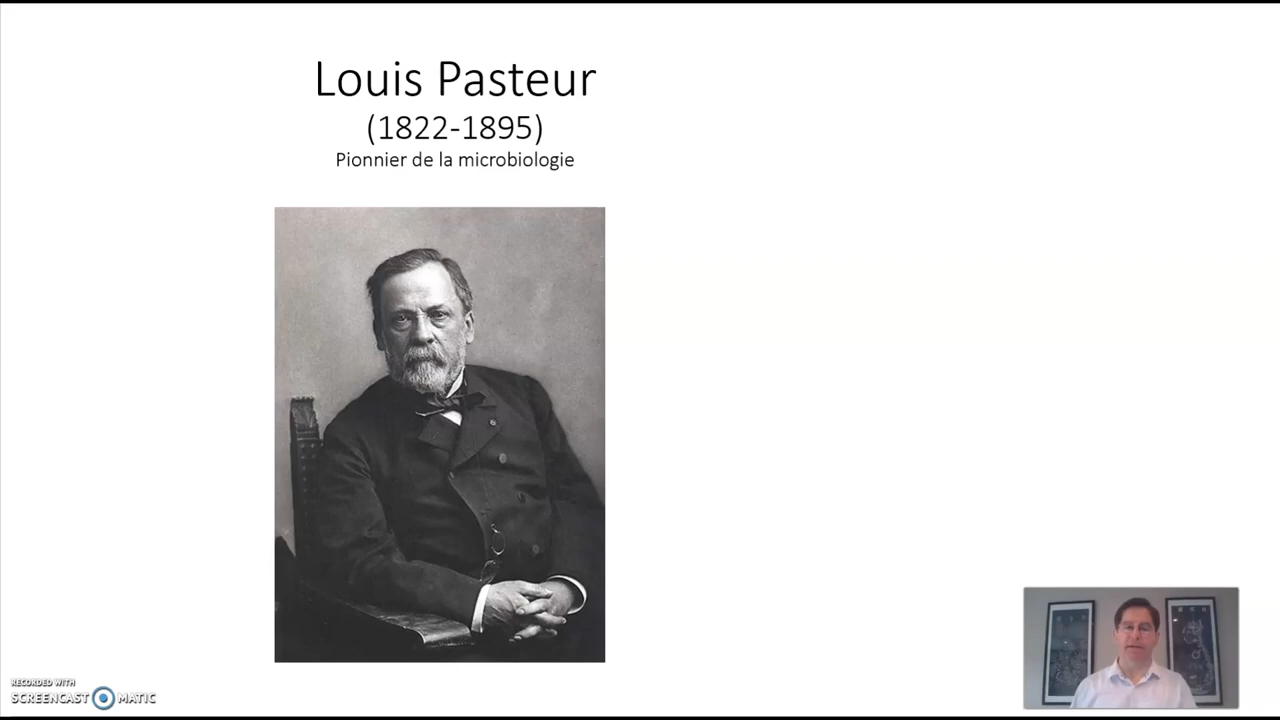 Louis Pasteur
(1822-1895)
Pionnier de la microbiologie
RECORDED WITH
SCREENCAST MATIC